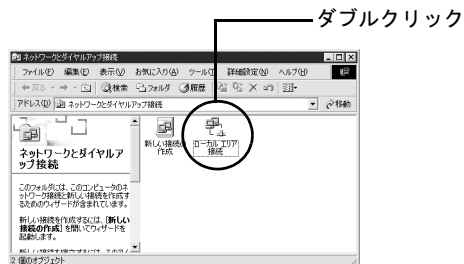 ダブルクリック
ネットワークとダイヤルアップ接続
ファイル(F) 編集(E) 表示(V) お気に入り(A) ツール(T) 詳細設定(N) ヘルプ(H)
戻る 検索 フォルダ 履歴
アドレス(D) ネットワークとダイヤルアップ接続 移動
ネットワークとダイヤルア
ップ接続
このフォルダには、このコンピュータのネ
ットワーク接続と新しい接続を作成す
るためのウィザードが含まれています。
新しい接続を作成するには、[新しい
接続の作成] を開いてウィザードを
起動します。
新しい接続の
作成
ローカル エリア
接続
2 個のオブジェクト